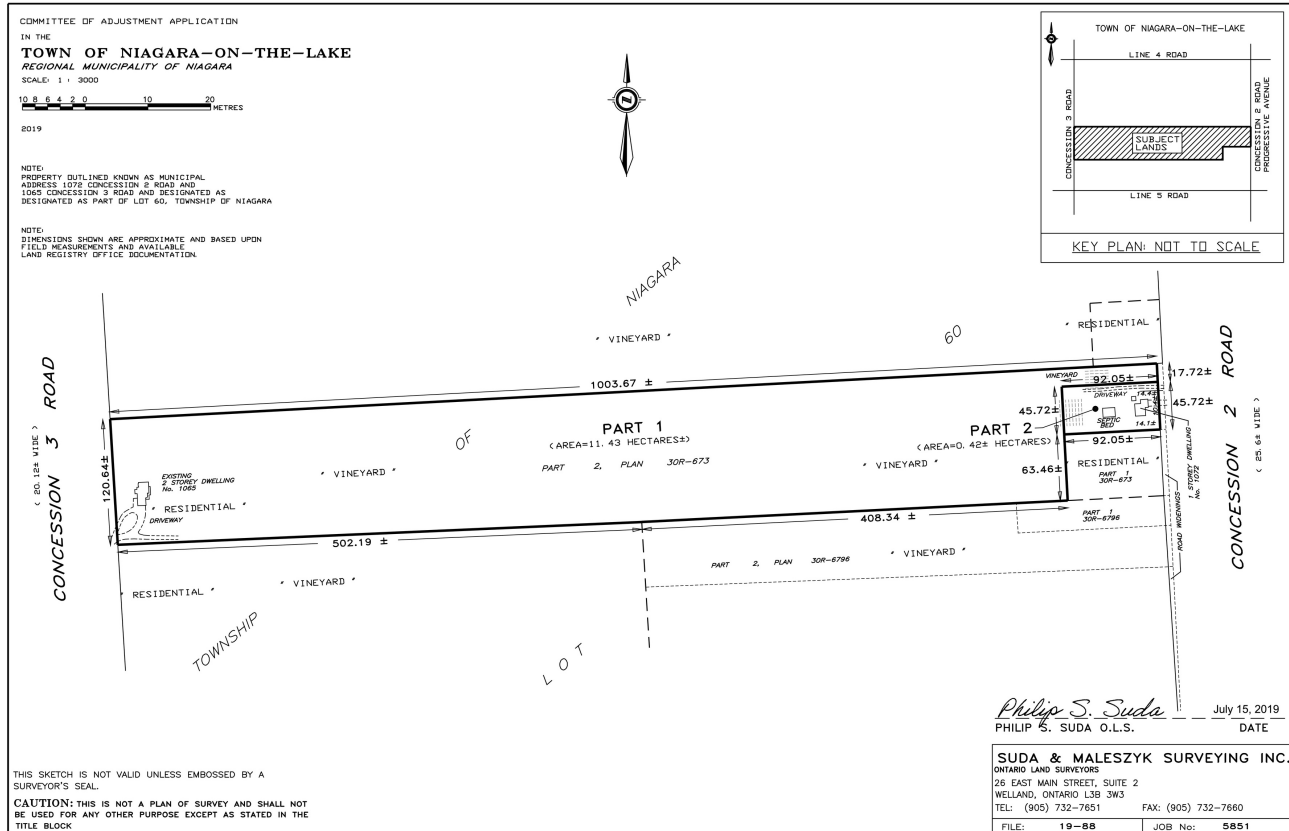 COMMITTEE OF ADJUSTMENT APPLICATION
IN THE
TOWN OF NIAGARA-ON-THE-LAKE
REGIONAL MUNICIPALITY OF NIAGARA
SCALE: 1 : 3000
10 8 6 4 2 0 10 20
METRES
2019
NOTE:
PROPERTY OUTLINED KNOWN AS MUNICIPAL
ADDRESS 1072 CONCESSION 2 ROAD AND
1065 CONCESSION 3 ROAD AND DESIGNATED AS
DESIGNATED AS PART OF LOT 60, TOWNSHIP OF NIAGARA
NOTE:
DIMENSIONS SHOWN ARE APPROXIMATE AND BASED UPON
FIELD MEASUREMENTS AND AVAILABLE
LAND REGISTRY OFFICE DOCUMENTATION.
TOWN OF NIAGARA-ON-THE-LAKE
LINE 4 ROAD
CONCESSION 3 ROAD
SUBJECT
LANDS
CONCESSION 2 ROAD
PROGRESSIVE AVENUE
LINE 5 ROAD
KEY PLAN: NOT TO SCALE
NIAGARA
" VINEYARD "
60
" RESIDENTIAL "
CONCESSION 3 ROAD
( 20.12± WIDE )
120.64±
1003.67 ±
OF
PART 1
(AREA=11.43 HECTARES±)
PART 2, PLAN 30R-673
" VINEYARD "
" VINEYARD "
EXISTING
2 STOREY DWELLING
No. 1065
" RESIDENTIAL "
DRIVEWAY
502.19 ±
408.34 ±
VINEYARD
92.05±
17.72±
DRIVEWAY
14.4±
45.72±
45.72±
SEPTIC
BED
14.1±
PART 2
(AREA=0.42± HECTARES)
92.05±
63.46±
" RESIDENTIAL "
PART 1
30R-673
1 STOREY DWELLING
No. 1072
PART 1
30R-6796
ROAD WIDENINGS
CONCESSION 2 ROAD
( 25.6± WIDE )
PART 2, PLAN 30R-6796
" VINEYARD "
" RESIDENTIAL "
" VINEYARD "
TOWNSHIP
LOT
Philip S. Suda
July 15, 2019
PHILIP S. SUDA O.L.S.
DATE
SUDA & MALESZYK SURVEYING INC.
ONTARIO LAND SURVEYORS
26 EAST MAIN STREET, SUITE 2
WELLAND, ONTARIO L3B 3W3
TEL: (905) 732-7651 FAX: (905) 732-7660
FILE: 19-88 JOB No: 5851
THIS SKETCH IS NOT VALID UNLESS EMBOSSED BY A
SURVEYOR'S SEAL.
CAUTION: THIS IS NOT A PLAN OF SURVEY AND SHALL NOT
BE USED FOR ANY OTHER PURPOSE EXCEPT AS STATED IN THE
TITLE BLOCK